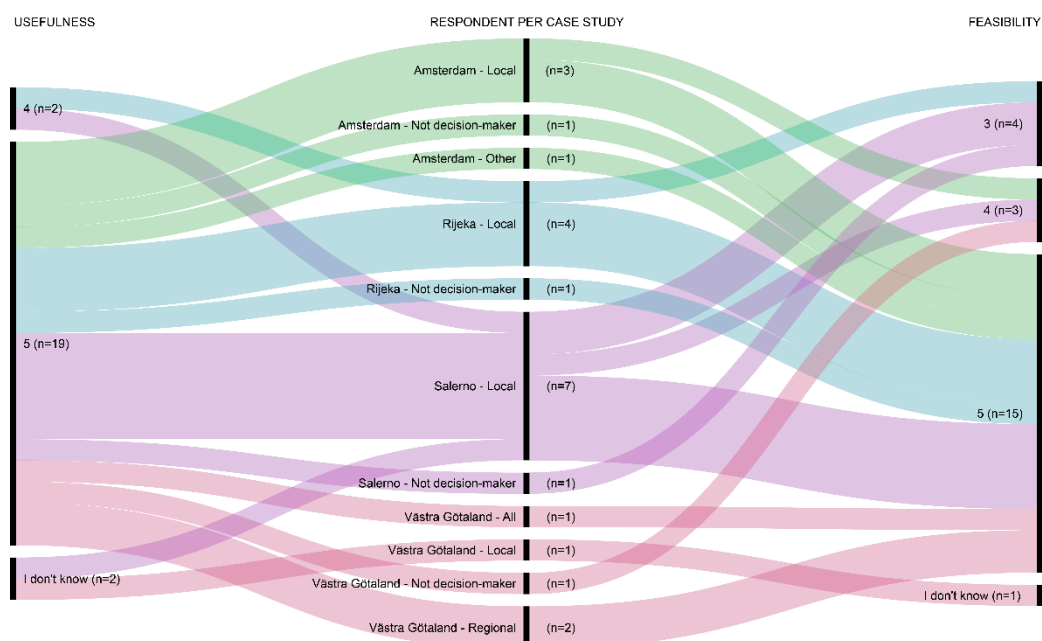 USEFULNESS
RESPONDENT PER CASE STUDY
FEASIBILITY
Amsterdam - Local (n=3)
4 (n=2)
3 (n=4)
Amsterdam - Not decision-maker (n=1)
Amsterdam - Other (n=1)
4 (n=3)
Rijeka - Local (n=4)
Rijeka - Not decision-maker (n=1)
5 (n=19)
Salerno - Local (n=7)
5 (n=15)
Salerno - Not decision-maker (n=1)
Västra Götaland - All (n=1)
Västra Götaland - Local (n=1)
I don't know (n=2)
Västra Götaland - Not decision-maker (n=1)
I don't know (n=1)
Västra Götaland - Regional (n=2)